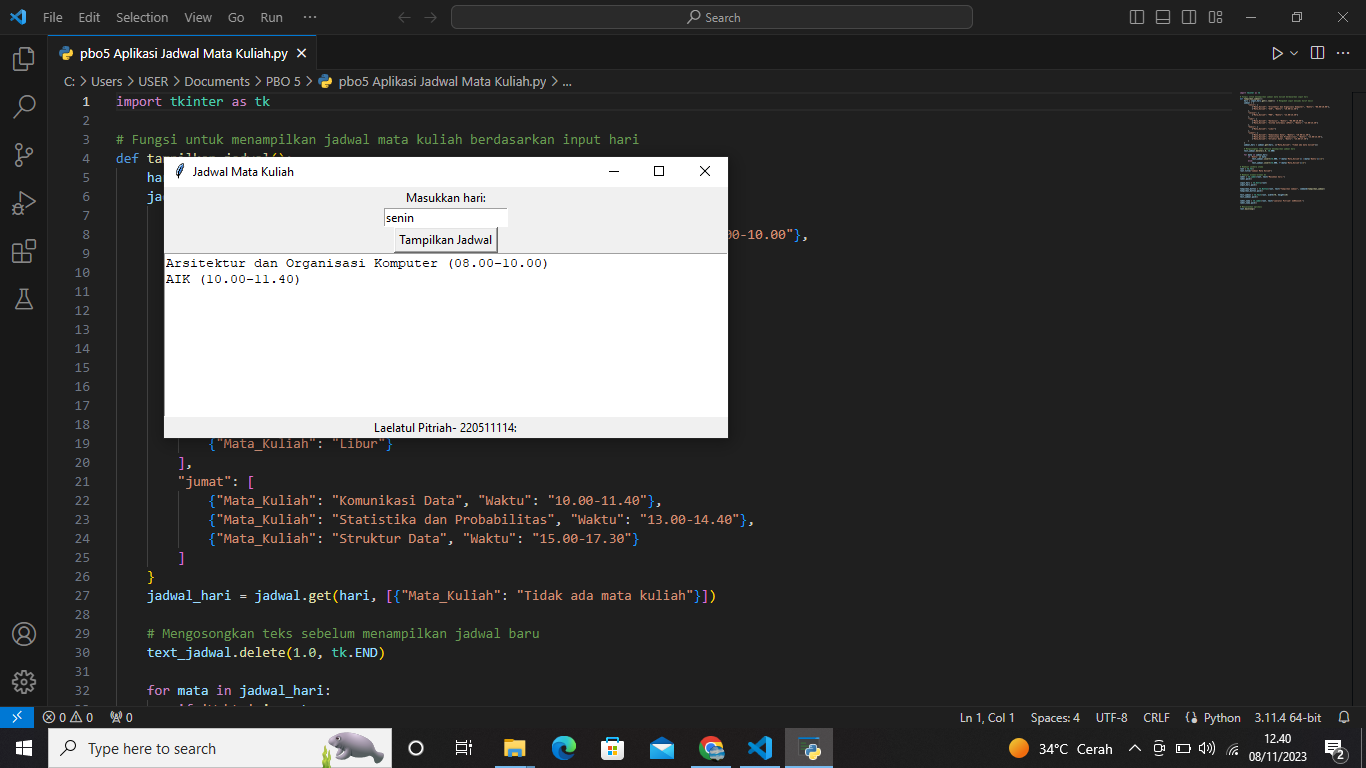 File Edit Selection View Go Run ··· Search
pbo5 Aplikasi Jadwal Mata Kuliah.py
C: > Users > USER > Documents > PBO 5 > pbo5 Aplikasi Jadwal Mata Kuliah.py > ...
1 import tkinter as tk
2
3 # Fungsi untuk menampilkan jadwal mata kuliah berdasarkan input hari
4 def
5
6
7
8 00-10.00"},
9
10
11
12
13
14
15
16
17
18
19 {"Mata_Kuliah": "Libur"}
20 ],
21 "jumat": [
22 {"Mata_Kuliah": "Komunikasi Data", "Waktu": "10.00-11.40"},
23 {"Mata_Kuliah": "Statistika dan Probabilitas", "Waktu": "13.00-14.40"},
24 {"Mata_Kuliah": "Struktur Data", "Waktu": "15.00-17.30"}
25 ]
26 }
27 jadwal_hari = jadwal.get(hari, [{"Mata_Kuliah": "Tidak ada mata kuliah"}])
28
29 # Mengosongkan teks sebelum menampilkan jadwal baru
30 text_jadwal.delete(1.0, tk.END)
31
32 for mata in jadwal_hari:
Jadwal Mata Kuliah
Masukkan hari:
senin
Tampilkan Jadwal
Arsitektur dan Organisasi Komputer (08.00-10.00)
AIK (10.00-11.40)
Laelatul Pitriah- 220511114:
0 0 0 Ln 1, Col 1 Spaces: 4 UTF-8 CRLF Python 3.11.4 64-bit
Type here to search 34°C Cerah 12.40
08/11/2023 2